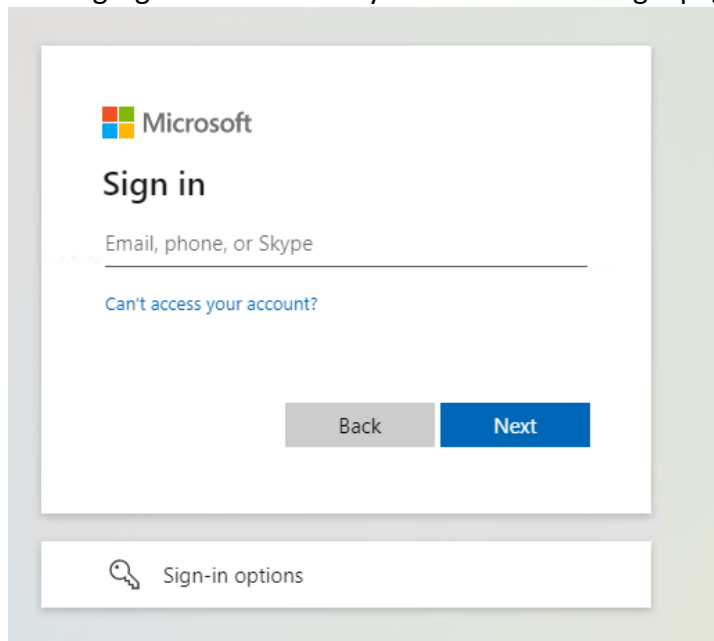 Microsoft
Sign in
Email, phone, or Skype
Can't access your account?
Back Next
Sign-in options